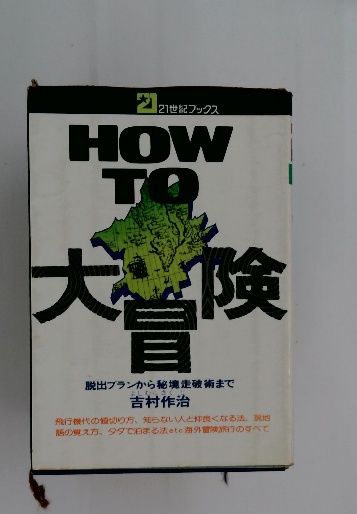 21 21世紀ブックス
HOW
TO
大冒険
脱出プランから秘境走破術まで
吉村作治
飛行機代の値切り方、知らない人と仲良くなる法、現地
語の覚え方、タダで泊まる法etc海外冒険旅行のすべて